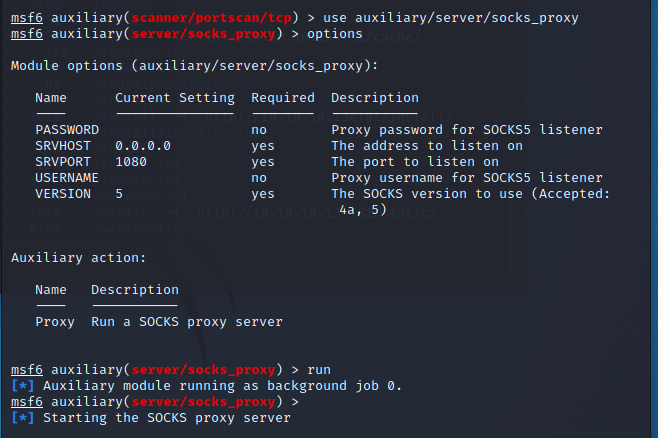 msf6 auxiliary(scanner/portscan/tcp) > use auxiliary/server/socks_proxy
msf6 auxiliary(server/socks_proxy) > options
Module options (auxiliary/server/socks_proxy):
Name Current Setting Required Description
PASSWORD no Proxy password for SOCKS5 listener
SRVHOST 0.0.0.0 yes The address to listen on
SRVPORT 1080 yes The port to listen on
USERNAME no Proxy username for SOCKS5 listener
VERSION 5 yes The SOCKS version to use (Accepted:
4a, 5)
Auxiliary action:
Name Description
Proxy Run a SOCKS proxy server
msf6 auxiliary(server/socks_proxy) > run
[*] Auxiliary module running as background job 0.
msf6 auxiliary(server/socks_proxy) >
[*] Starting the SOCKS proxy server